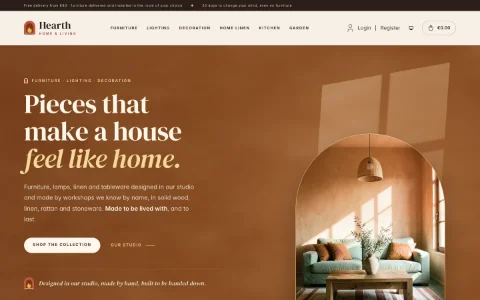 Free delivery from €80 · furniture delivered and installed in the room of your choice
30 days to change your mind, even on furniture
Hearth
HOME & LIVING
FURNITURE LIGHTING DECORATION HOME LINEN KITCHEN GARDEN
Login | Register
€0.00
FURNITURE · LIGHTING · DECORATION
Pieces that
make a house
feel like home.
Furniture, lamps, linen and tableware designed in our studio
and made by workshops we know by name, in solid wood,
linen, rattan and stoneware. Made to be lived with, and to
last.
SHOP THE COLLECTION
OUR STUDIO
Designed in our studio, made by hand, built to be handed down.